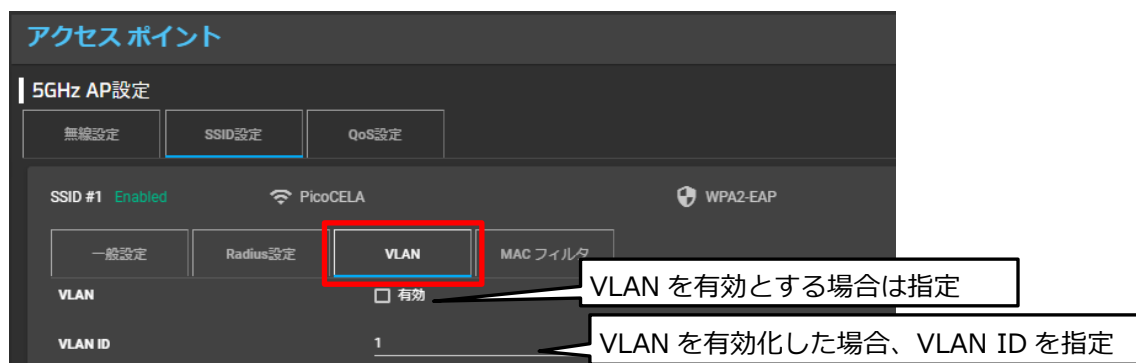 アクセス ポイント
5GHz AP設定
無線設定 SSID設定 QoS設定
SSID #1 Enabled PicoCELA WPA2-EAP
一般設定 Radius設定 VLAN MAC フィルタ
VLAN 有効 VLAN を有効とする場合は指定
VLAN ID 1 VLAN を有効化した場合、VLAN ID を指定